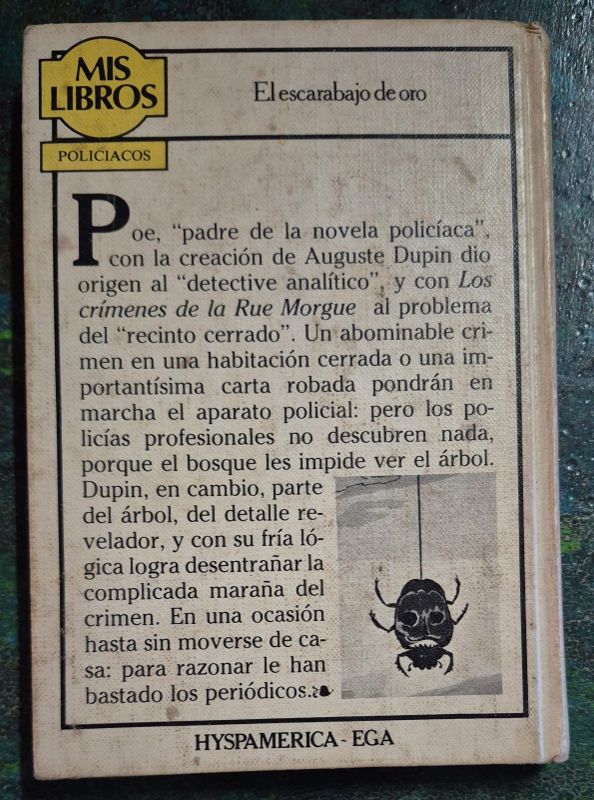 MIS
LIBROS
POLICIACOS
El escarabajo de oro
Poe, “padre de la novela policíaca”,
con la creación de Auguste Dupin dio
origen al “detective analítico”, y con Los
crímenes de la Rue Morgue al problema
del “recinto cerrado”. Un abominable cri-
men en una habitación cerrada o una im-
portantísima carta robada pondrán en
marcha el aparato policial: pero los po-
licías profesionales no descubren nada,
porque el bosque les impide ver el árbol.
Dupin, en cambio, parte
del árbol, del detalle re-
velador, y con su fría ló-
gica logra desentrañar la
complicada maraña del
crimen. En una ocasión
hasta sin moverse de ca-
sa: para razonar le han
bastado los periódicos.
HYSPAMERICA - EGA